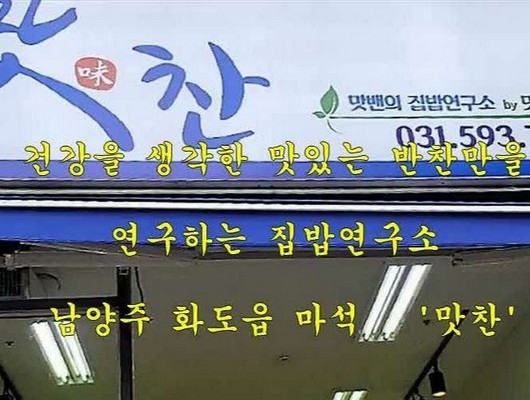 맛찬
味
맛밴의 집밥연구소 by 맛
031.593.
건강을 생각한 맛있는 반찬만을
연구하는 집밥연구소
남양주 화도읍 마석 '맛찬'